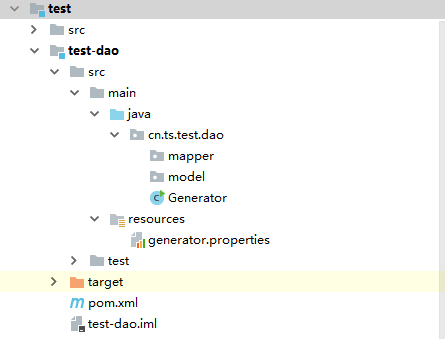 test
src
test-dao
src
main
java
cn.ts.test.dao
mapper
model
Generator
resources
generator.properties
test
target
pom.xml
test-dao.iml